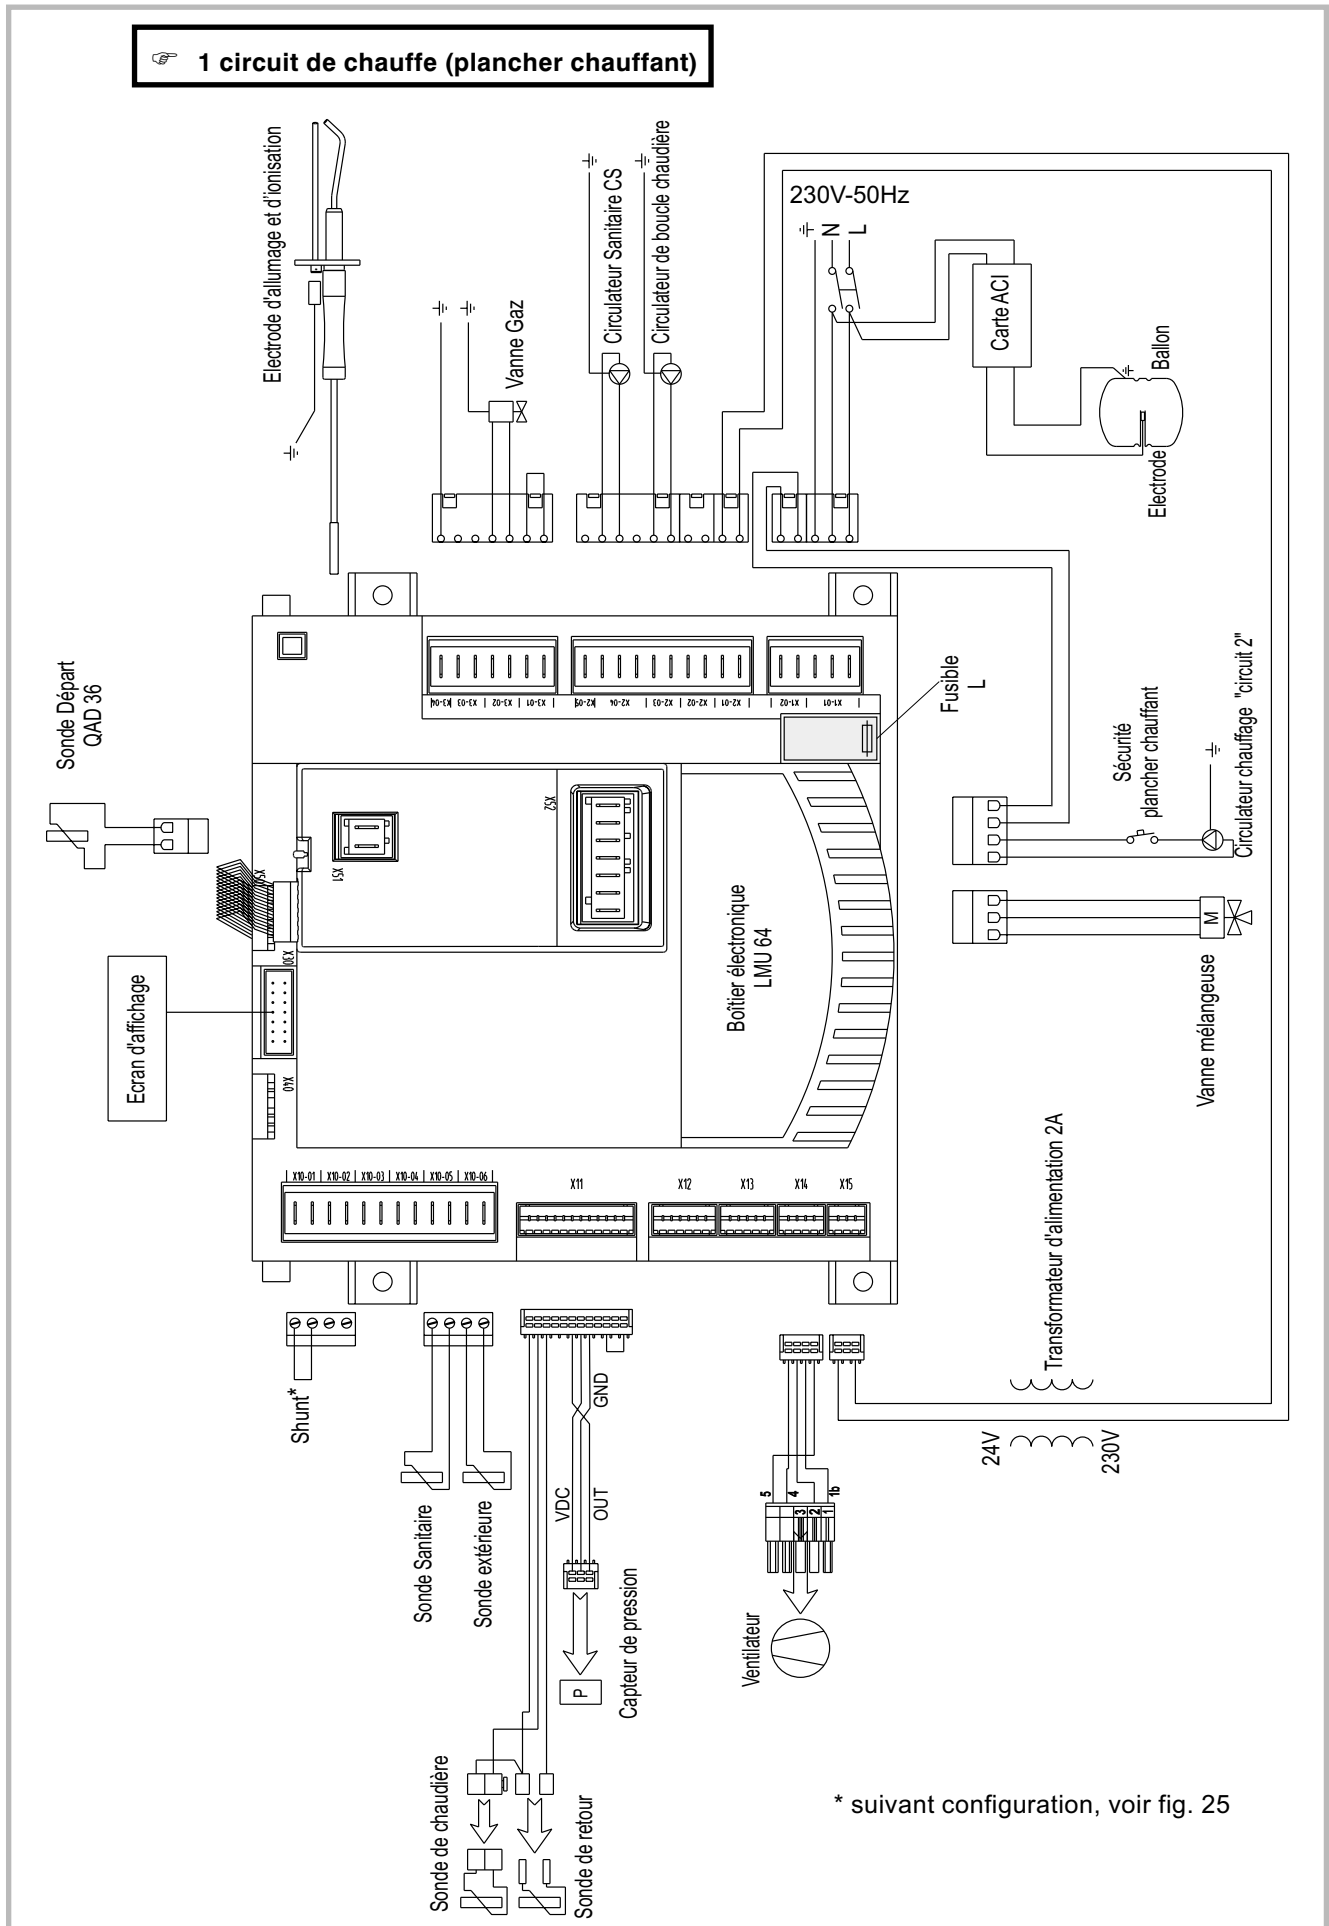 ☞ 1 circuit de chauffe (plancher chauffant)
Electrode d'allumage et d'ionisation
Vanne Gaz
Circulateur Sanitaire CS
Circulateur de boucle chaudière
230V-50Hz
N
L
Carte ACI
Ballon
Electrode
Sonde Départ
QAD 36
X3-04
X3-03
X3-02
X3-01
X2-05
X2-04
X2-03
X2-02
X2-01
X1-02
X1-01
Fusible
L
Sécurité
plancher chauffant
Circulateur chauffage "circuit 2"
X52
X51
X50
Ecran d'affichage
X30
X40
Boîtier électronique
LMU 64
M
Vanne mélangeuse
X10-01
X10-02
X10-03
X10-04
X10-05
X10-06
X11
X12
X13
X14
X15
Transformateur d'alimentation 2A
24V
230V
Shunt*
Sonde Sanitaire
Sonde extérieure
VDC
GND
OUT
P
Capteur de pression
5
4
3
2
1
1b
Ventilateur
Sonde de chaudière
Sonde de retour
* suivant configuration, voir fig. 25